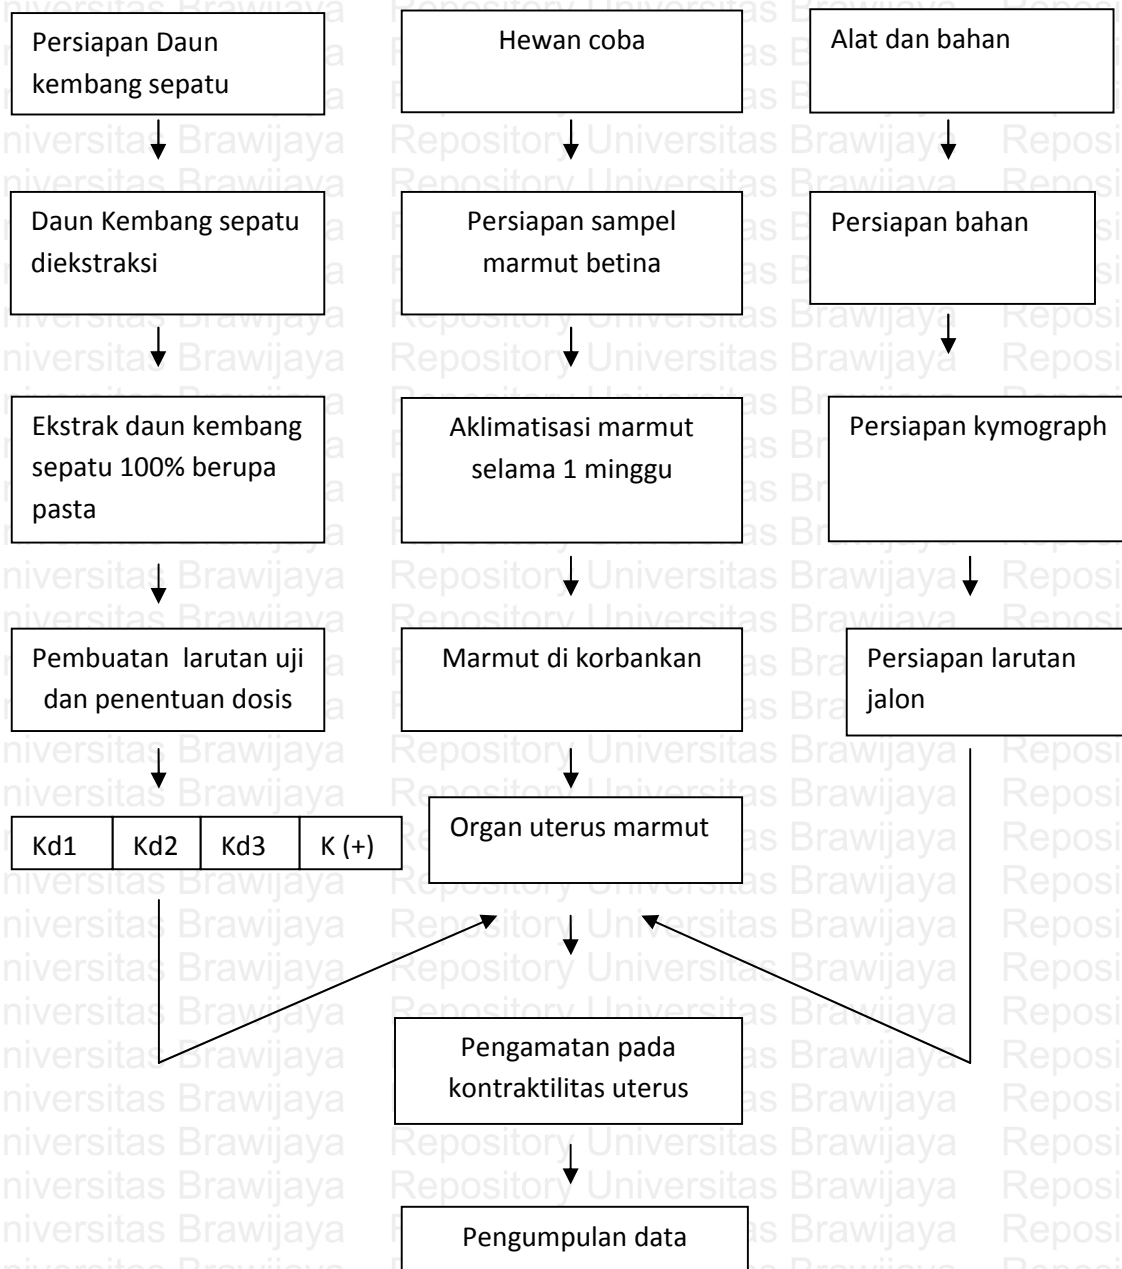 Persiapan Daun
kembang sepatu
Hewan coba
Alat dan bahan
Daun Kembang sepatu
diekstraksi
Persiapan sampel
marmut betina
Persiapan bahan
Ekstrak daun kembang
sepatu 100% berupa
pasta
Aklimatisasi marmut
selama 1 minggu
Persiapan kymograph
Pembuatan larutan uji
dan penentuan dosis
Marmut di korbankan
Persiapan larutan
jalon
Kd1
Kd2
Kd3
K (+)
Organ uterus marmut
Pengamatan pada
kontraktilitas uterus
Pengumpulan data
Repository Universitas Brawijaya